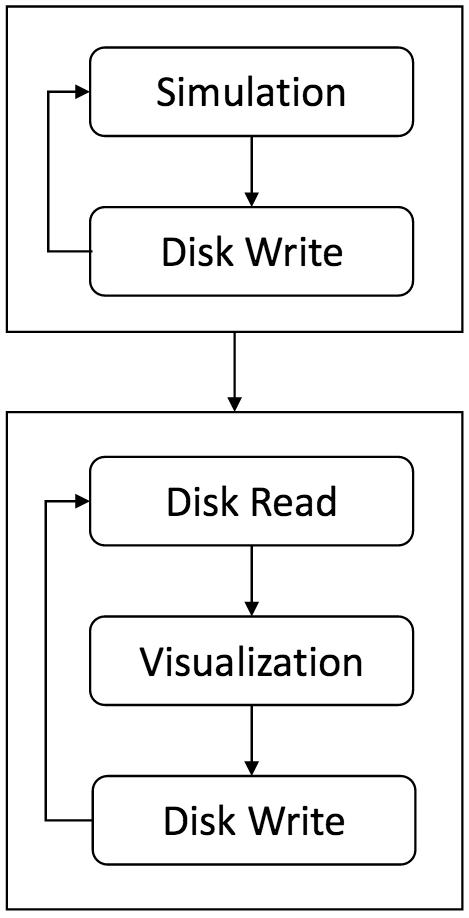 Simulation
Disk Write
Disk Read
Visualization
Disk Write